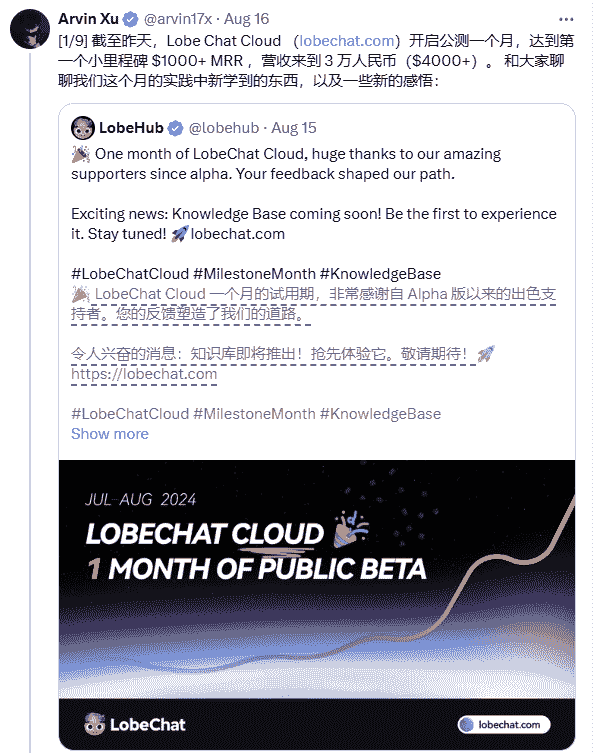 Arvin Xu @arvin17x · Aug 16
[1/9] 截至昨天，Lobe Chat Cloud （lobechat.com）开启公测一个月，达到第
一个小里程碑 $1000+ MRR ，营收来到 3 万人民币（$4000+）。 和大家聊
聊我们这个月的实践中新学到的东西，以及一些新的感悟：
LobeHub @lobehub · Aug 15
🎉 One month of LobeChat Cloud, huge thanks to our amazing
supporters since alpha. Your feedback shaped our path.
Exciting news: Knowledge Base coming soon! Be the first to experience
it. Stay tuned! 🚀lobechat.com
#LobeChatCloud #MilestoneMonth #KnowledgeBase
🎉 LobeChat Cloud 一个月的试用期，非常感谢自 Alpha 版以来的出色支
持者。您的反馈塑造了我们的道路。
令人兴奋的消息：知识库即将推出！抢先体验它。敬请期待！🚀
https://lobechat.com
#LobeChatCloud #MilestoneMonth #KnowledgeBase
Show more
JUL-AUG 2024
LOBECHAT CLOUD
1 MONTH OF PUBLIC BETA
LobeChat
lobechat.com